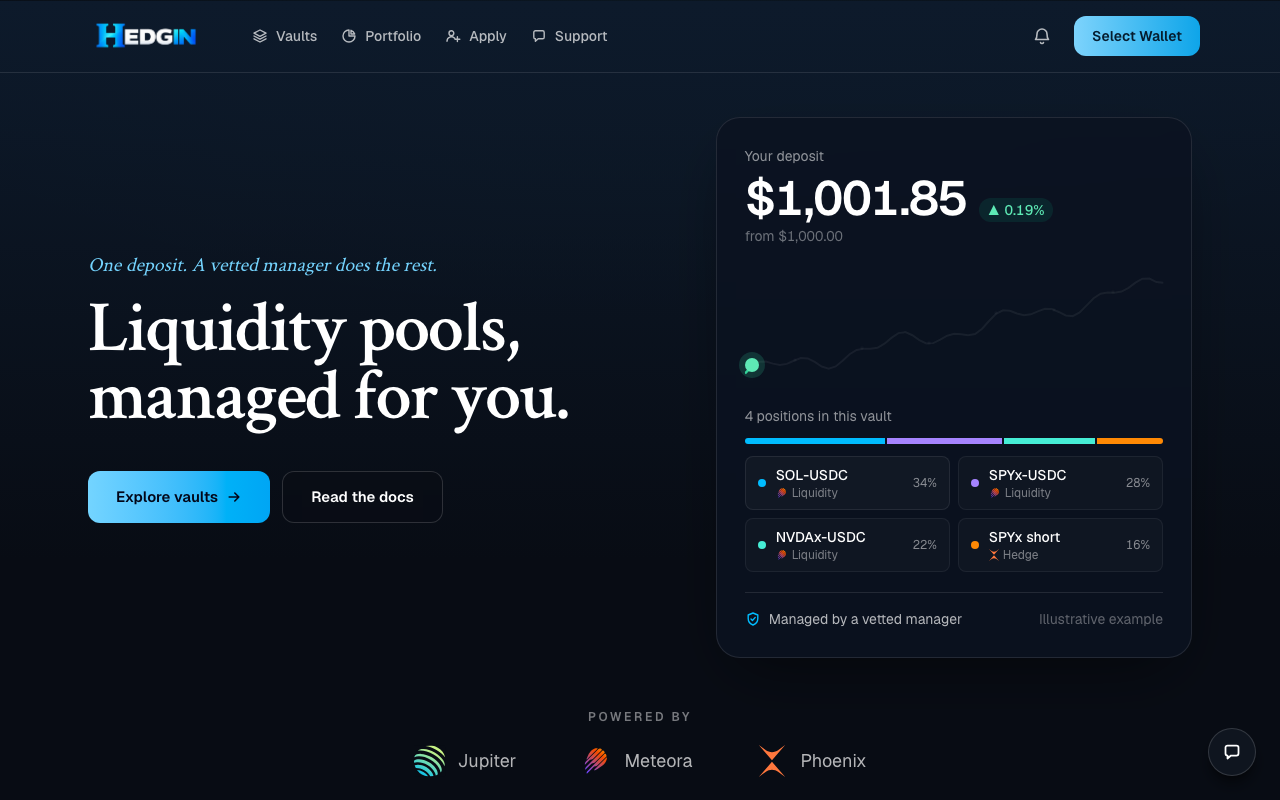 HEDGIN
Vaults
Portfolio
Apply
Support
Select Wallet
One deposit. A vetted manager does the rest.
Liquidity pools,
managed for you.
Explore vaults →
Read the docs
Your deposit
$1,001.85 ▲ 0.19%
from $1,000.00
4 positions in this vault
SOL-USDC
Liquidity
34%
SPYx-USDC
Liquidity
28%
NVDAx-USDC
Liquidity
22%
SPYx short
Hedge
16%
Managed by a vetted manager
Illustrative example
POWERED BY
Jupiter
Meteora
Phoenix